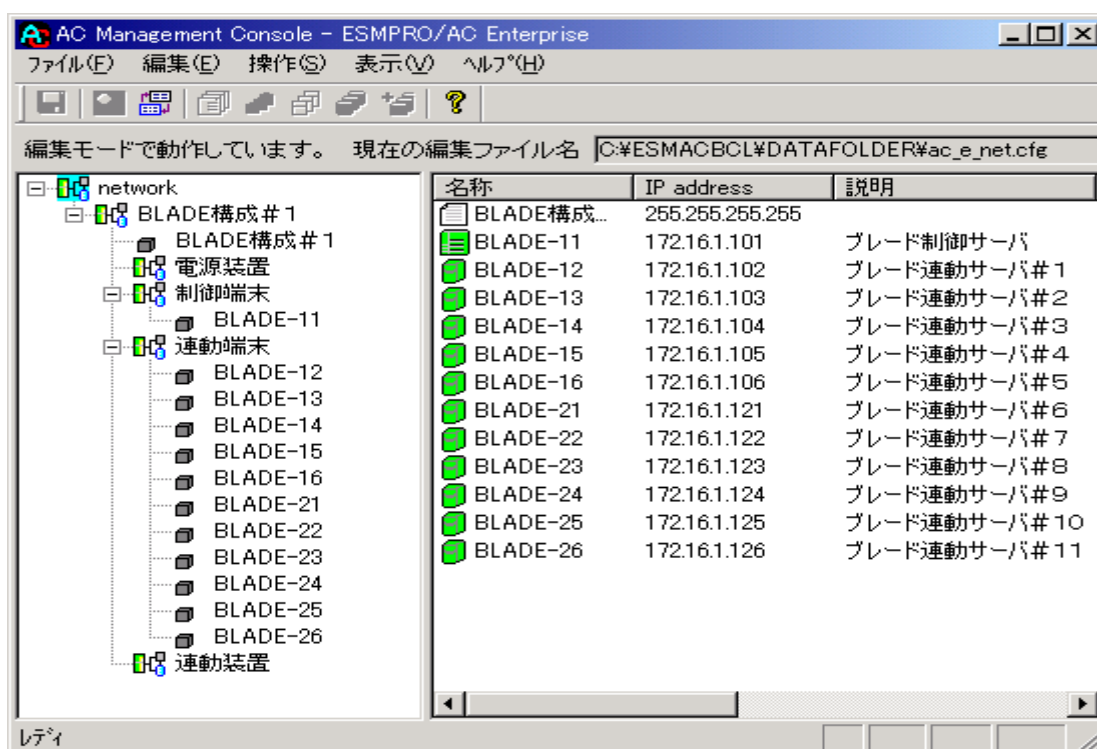 AC Management Console - ESMPRO/AC Enterprise
ファイル(F) 編集(E) 操作(S) 表示(V) ヘルプ(H)
編集モードで動作しています。 現在の編集ファイル名 C:¥ESMACBCL¥DATAFOLDER¥ac_e_net.cfg
network
BLADE構成#1
BLADE構成#1
電源装置
制御端末
BLADE-11
連動端末
BLADE-12
BLADE-13
BLADE-14
BLADE-15
BLADE-16
BLADE-21
BLADE-22
BLADE-23
BLADE-24
BLADE-25
BLADE-26
連動装置
名称 IP address 説明
BLADE構成... 255.255.255.255
BLADE-11 172.16.1.101 ブレード制御サーバ
BLADE-12 172.16.1.102 ブレード連動サーバ#1
BLADE-13 172.16.1.103 ブレード連動サーバ#2
BLADE-14 172.16.1.104 ブレード連動サーバ#3
BLADE-15 172.16.1.105 ブレード連動サーバ#4
BLADE-16 172.16.1.106 ブレード連動サーバ#5
BLADE-21 172.16.1.121 ブレード連動サーバ#6
BLADE-22 172.16.1.122 ブレード連動サーバ#7
BLADE-23 172.16.1.123 ブレード連動サーバ#8
BLADE-24 172.16.1.124 ブレード連動サーバ#9
BLADE-25 172.16.1.125 ブレード連動サーバ#10
BLADE-26 172.16.1.126 ブレード連動サーバ#11
レディ